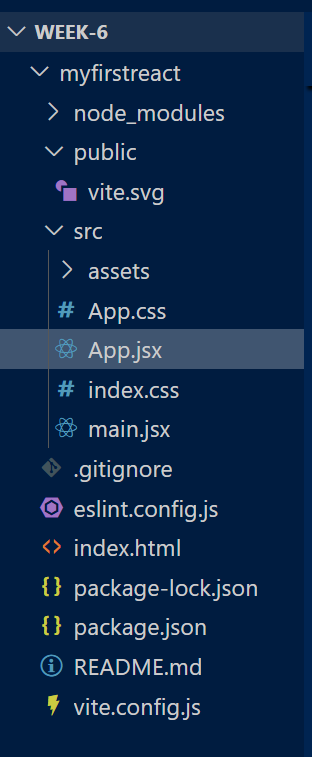 WEEK-6
myfirstreact
node_modules
public
vite.svg
src
assets
# App.css
App.jsx
# index.css
main.jsx
.gitignore
eslint.config.js
<> index.html
{} package-lock.json
{} package.json
README.md
vite.config.js